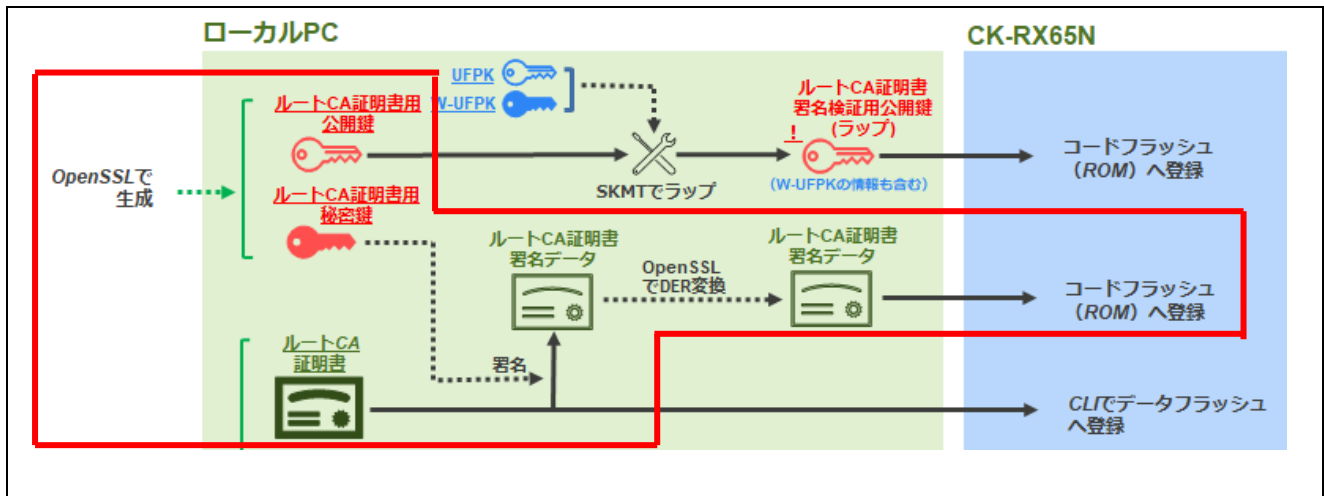 ローカルPC
CK-RX65N
UFPK
W-UFPK
ルートCA証明書用
公開鍵
ルートCA証明書
署名検証用公開鍵
(ラップ)
!
コードフラッシュ
（ROM）へ登録
OpenSSLで
生成
SKMTでラップ
(W-UFPKの情報も含む)
ルートCA証明書用
秘密鍵
ルートCA証明書
署名データ
OpenSSL
でDER変換
ルートCA証明書
署名データ
コードフラッシュ
（ROM）へ登録
ルートCA
証明書
署名
CLIでデータフラッシュ
へ登録